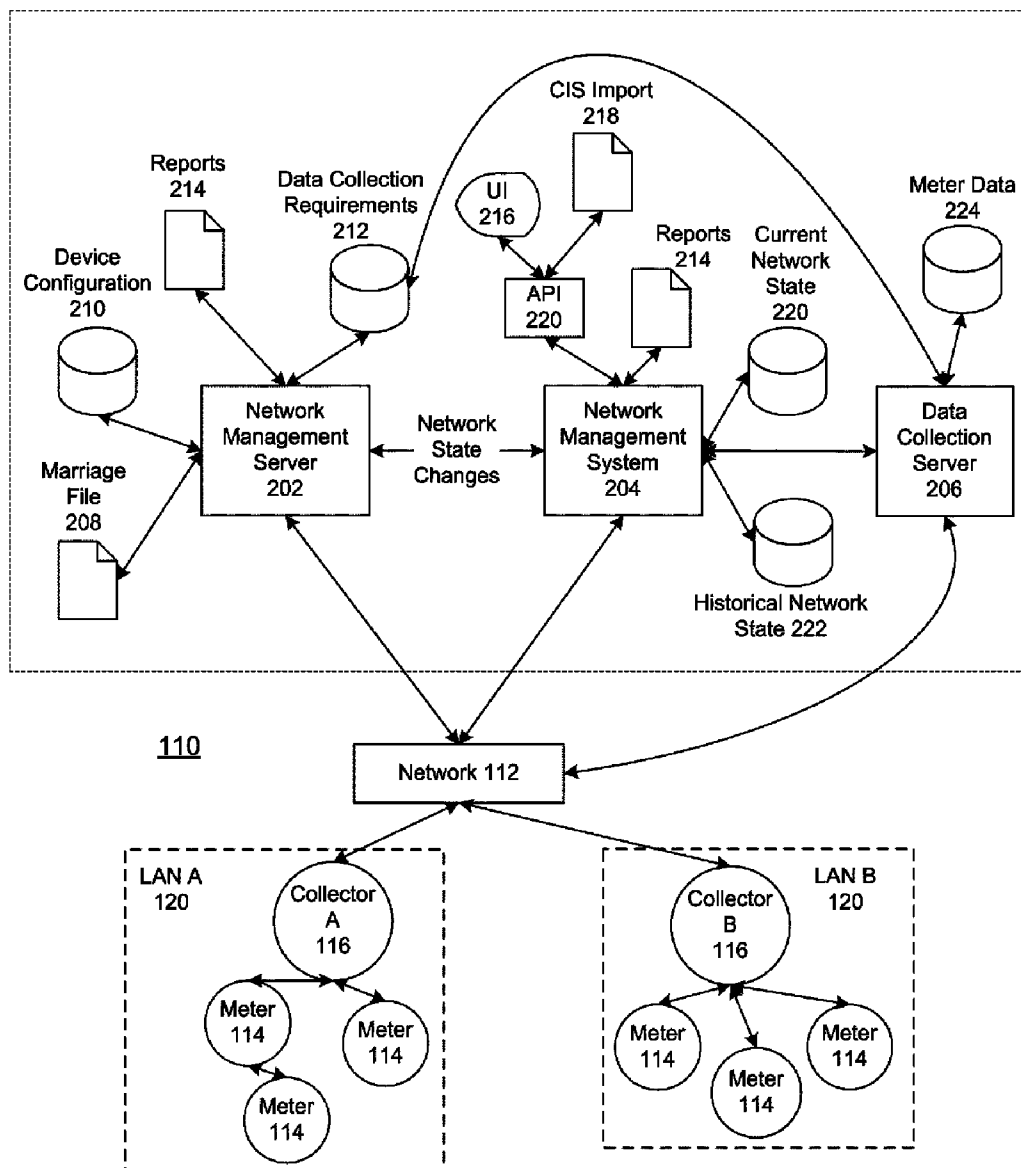 CIS Import
218
Reports
214
Data Collection
Requirements
212
UI
216
Meter Data
224
Device
Configuration
210
API
220
Reports
214
Current
Network
State
220
Marriage
File
208
Network
Management
Server
202
Network
State
Changes
Network
Management
System
204
Data
Collection
Server
206
Historical Network
State 222
110
Network 112
LAN A
120
Collector
A
116
Meter
114
Meter
114
Meter
114
LAN B
120
Collector
B
116
Meter
114
Meter
114
Meter
114